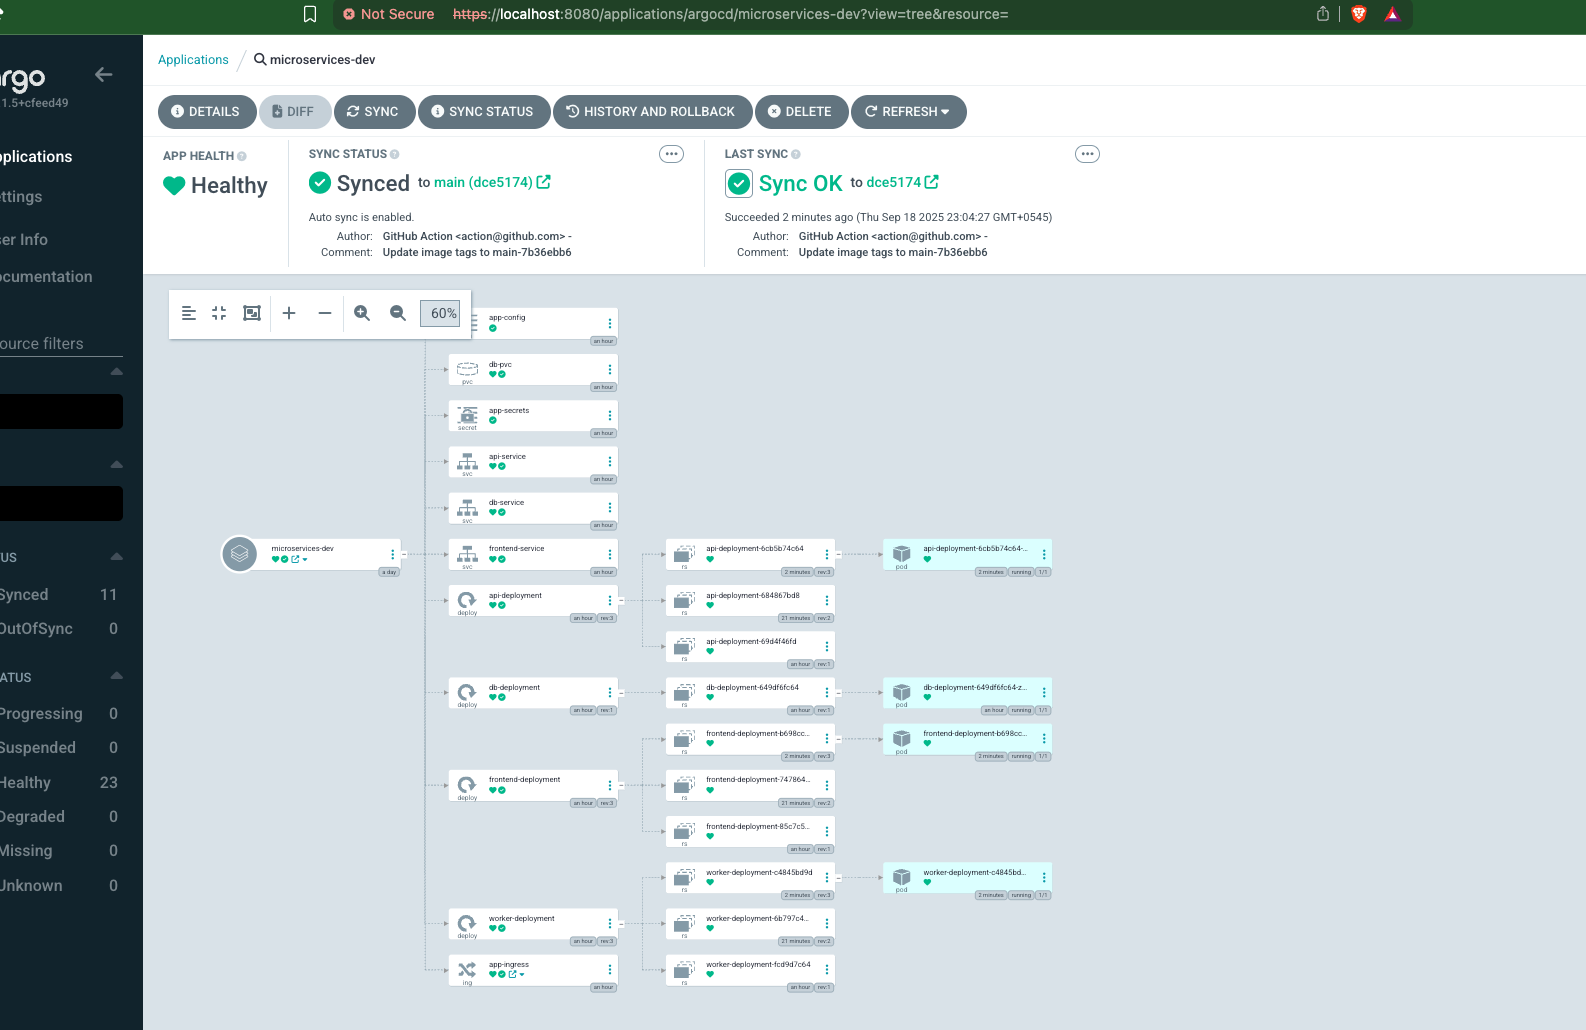 Not Secure https://localhost:8080/applications/argocd/microservices-dev?view=tree&resource=
rgo
1.5+cfeed49
plications
ttings
er Info
ocumentation
ource filters
US
Synced 11
OutOfSync 0
ATUS
Progressing 0
Suspended 0
Healthy 23
Degraded 0
Missing 0
Unknown 0
Applications / microservices-dev
DETAILS DIFF SYNC SYNC STATUS HISTORY AND ROLLBACK DELETE REFRESH
APP HEALTH
Healthy
SYNC STATUS
Synced to main (dce5174)
Auto sync is enabled.
Author: GitHub Action <action@github.com> -
Comment: Update image tags to main-7b36ebb6
LAST SYNC
Sync OK to dce5174
Succeeded 2 minutes ago (Thu Sep 18 2025 23:04:27 GMT+0545)
Author: GitHub Action <action@github.com> -
Comment: Update image tags to main-7b36ebb6
60%
microservices-dev
a day
app-config
an hour
db-pvc
pvc
an hour
app-secrets
secret
an hour
api-service
svc
an hour
db-service
svc
an hour
frontend-service
svc
an hour
api-deployment
deploy
an hour rev:3
db-deployment
deploy
an hour rev:1
frontend-deployment
deploy
an hour rev:3
worker-deployment
deploy
an hour rev:3
app-ingress
ing
an hour
api-deployment-6cb5b74c64
rs
2 minutes rev:3
api-deployment-684867bd8
rs
21 minutes rev:2
api-deployment-69d4f46fd
rs
an hour rev:1
db-deployment-649df6fc64
rs
an hour rev:1
frontend-deployment-b698cc...
rs
2 minutes rev:3
frontend-deployment-747864...
rs
21 minutes rev:2
frontend-deployment-85c7c5...
rs
an hour rev:1
worker-deployment-c4845bd9d
rs
2 minutes rev:3
worker-deployment-6b797c4...
rs
21 minutes rev:2
worker-deployment-fcd9d7c64
rs
an hour rev:1
api-deployment-6cb5b74c64-...
pod
2 minutes running 1/1
db-deployment-649df6fc64-z...
pod
an hour running 1/1
frontend-deployment-b698cc...
pod
2 minutes running 1/1
worker-deployment-c4845bd...
pod
2 minutes running 1/1